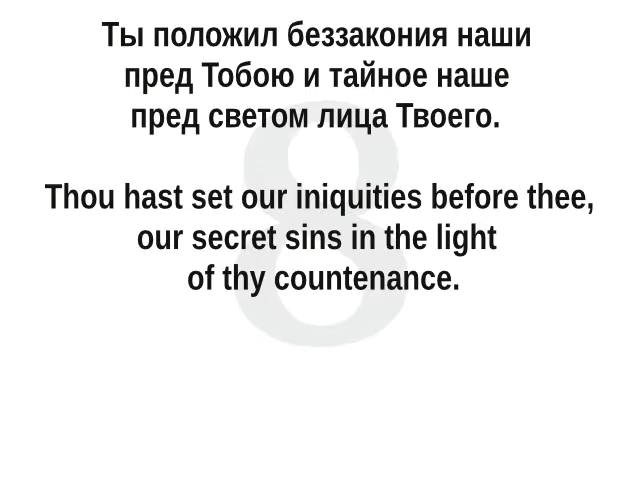 Ты положил беззакония наши
пред Тобою и тайное наше
пред светом лица Твоего.
Thou hast set our iniquities before thee,
our secret sins in the light
of thy countenance.
8